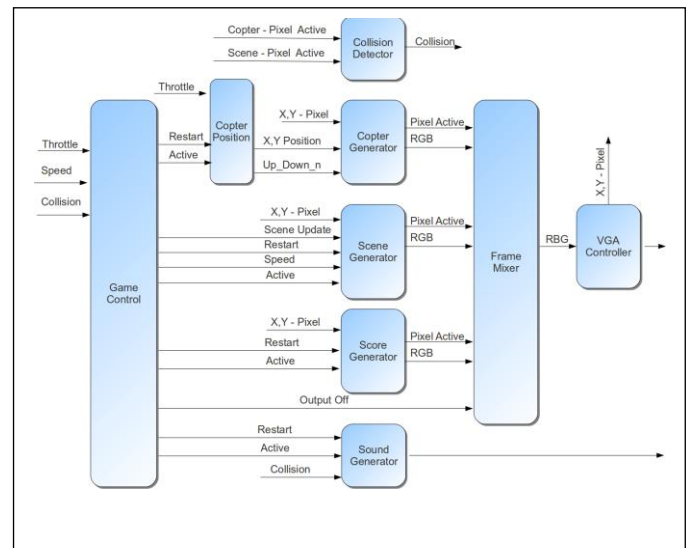 Copter - Pixel Active
Scene - Pixel Active
Collision
Detector
Collision
Throttle
Copter
Position
Throttle
Speed
Collision
Game
Control
Restart
Active
X,Y - Pixel
X,Y Position
Up_Down_n
Copter
Generator
Pixel Active
RGB
X,Y - Pixel
Scene Update
Restart
Speed
Active
Scene
Generator
Pixel Active
RGB
Frame
Mixer
RBG
X,Y - Pixel
VGA
Controller
X,Y - Pixel
Restart
Active
Score
Generator
Pixel Active
RGB
Output Off
Restart
Active
Collision
Sound
Generator